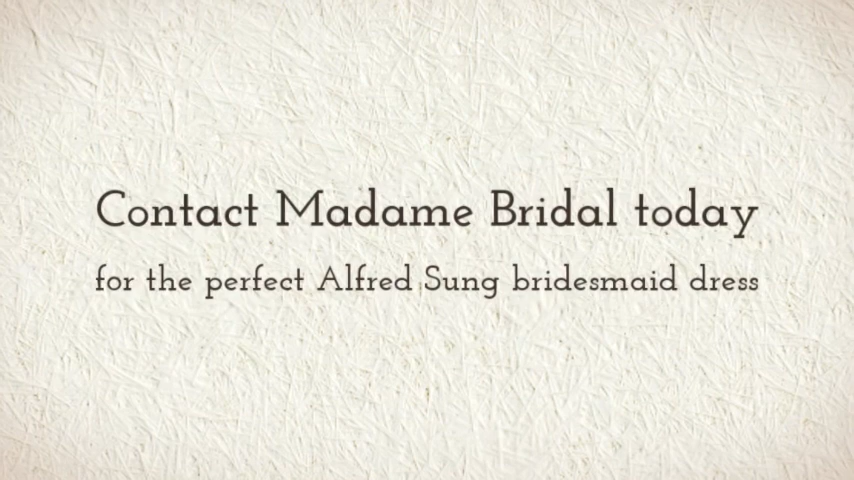 Contact Madame Bridal today
for the perfect Alfred Sung bridesmaid dress